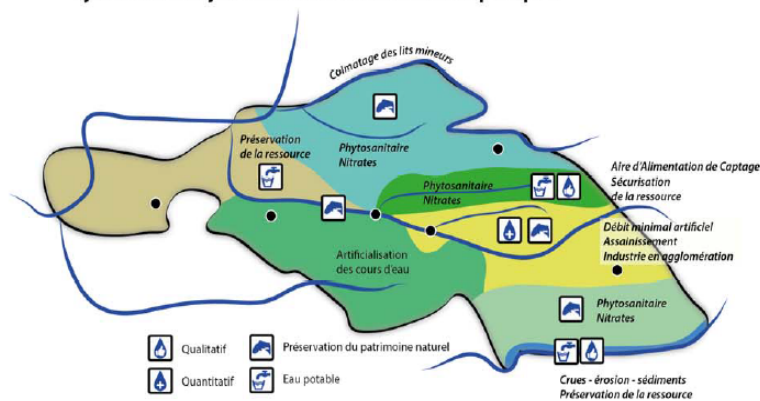 Colmatage des lits mineurs
Préservation
de la ressource
Phytosanitaire
Nitrates
Phytosanitaire
Nitrates
Aire d'Alimentation de Captage
Sécurisation
de la ressource
Débit minimal artificiel
Assainissement
Industrie en agglomération
Artificialisation
des cours d'eau
Phytosanitaire
Nitrates
Qualitatif
Préservation du patrimoine naturel
Quantitatif
Eau potable
Crues - érosion - sédiments
Préservation de la ressource